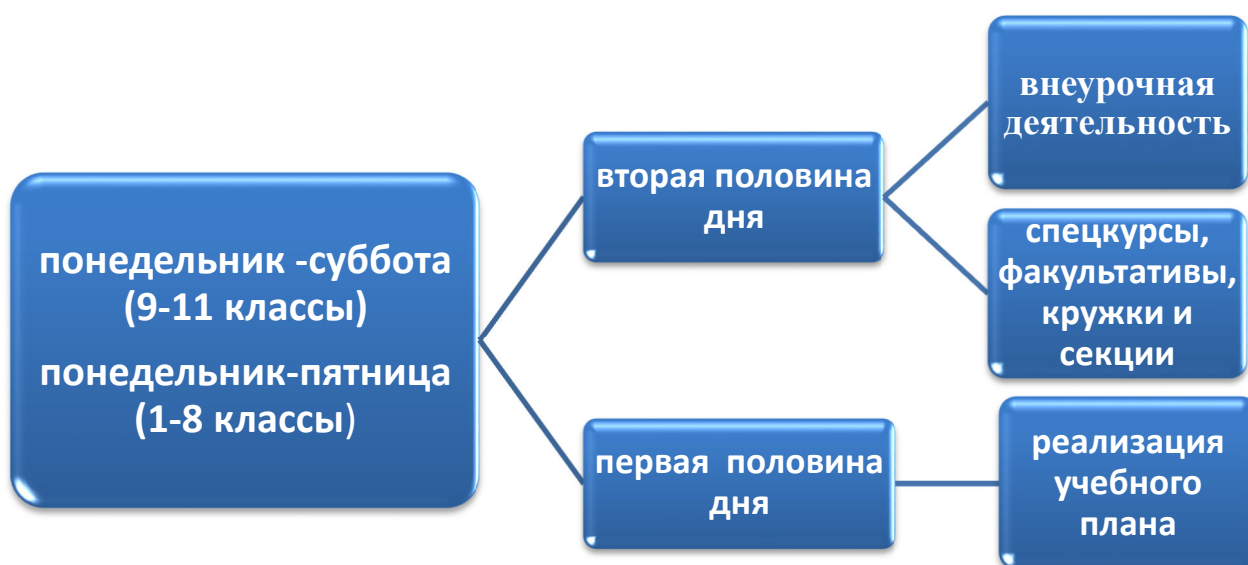 понедельник -суббота
(9-11 классы)
понедельник-пятница
(1-8 классы)
вторая половина
дня
внеурочная
деятельность
спецкурсы,
факультативы,
кружки и
секции
первая половина
дня
реализация
учебного
плана